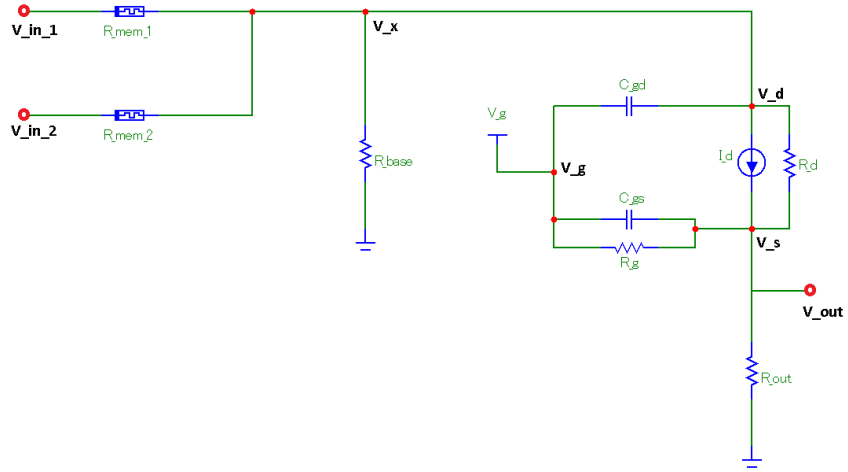 V_in_1
R_mem_1
V_x
C_gd
V_d
V_g
V_in_2
R_mem_2
I_d
R_base
V_g
R_d
C_gs
V_s
R_g
V_out
R_out